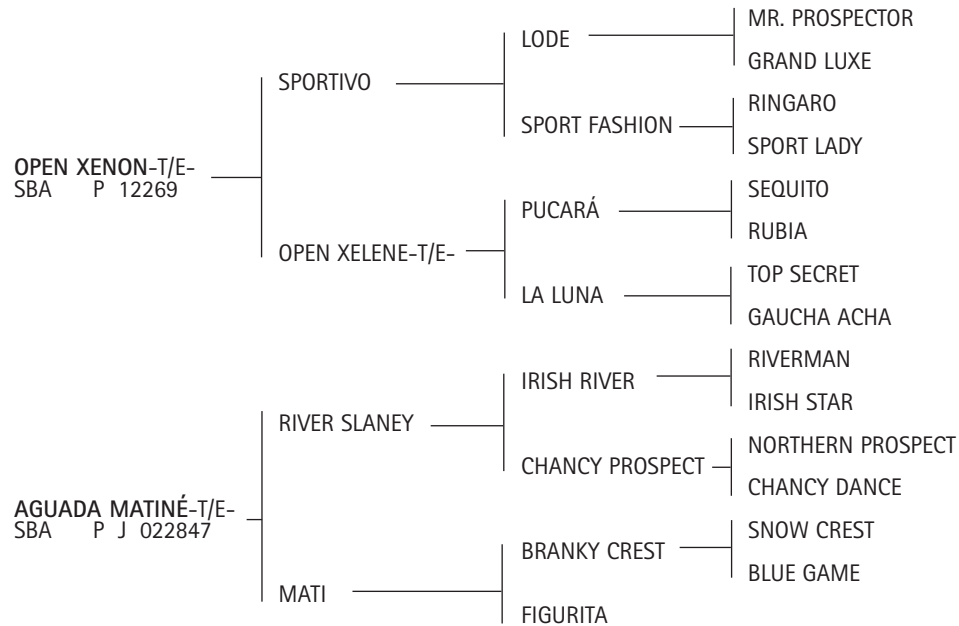 MR. PROSPECTOR
LODE
GRAND LUXE
SPORTIVO
RINGARO
SPORT FASHION
SPORT LADY
OPEN XENON-T/E-
SBA P 12269
SEQUITO
PUCARÁ
RUBIA
OPEN XELENE-T/E-
TOP SECRET
LA LUNA
GAUCHA ACHA
RIVERMAN
IRISH RIVER
IRISH STAR
RIVER SLANEY
NORTHERN PROSPECT
CHANCY PROSPECT
CHANCY DANCE
AGUADA MATINÉ-T/E-
SBA P J 022847
SNOW CREST
BRANKY CREST
BLUE GAME
MATI
FIGURITA